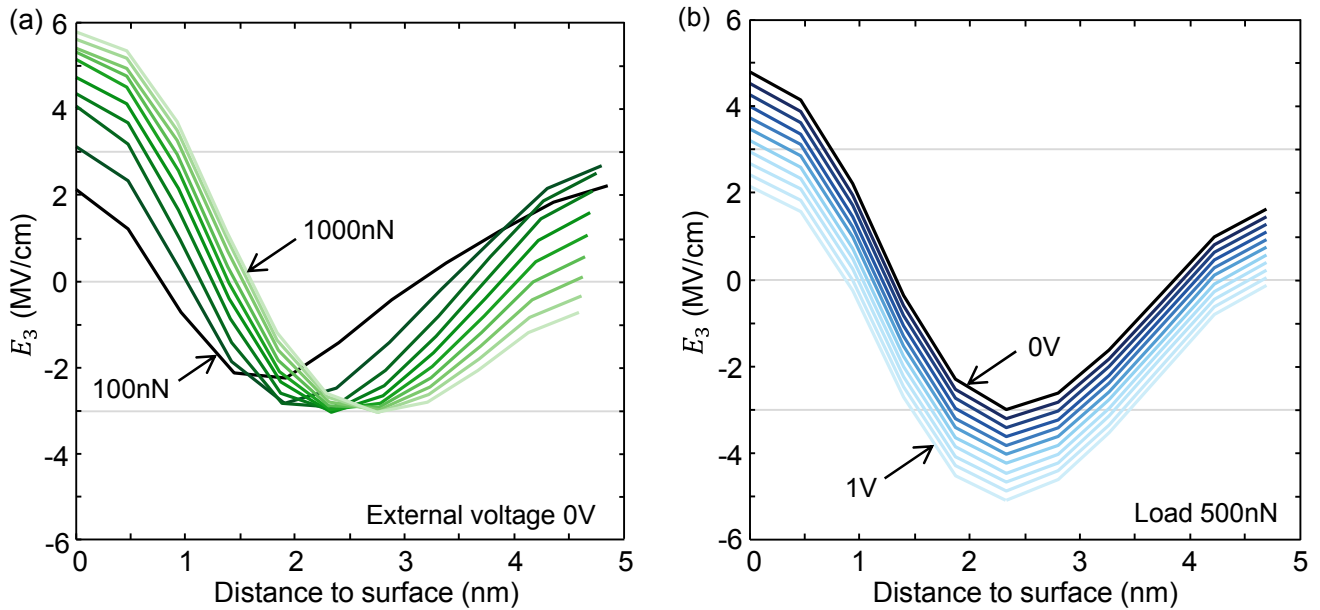 (a)
6
4
2
0
-2
-4
-6
E₃ (MV/cm)
1000nN
100nN
External voltage 0V
0 1 2 3 4 5
Distance to surface (nm)
(b)
6
4
2
0
-2
-4
-6
E₃ (MV/cm)
0V
1V
Load 500nN
0 1 2 3 4 5
Distance to surface (nm)